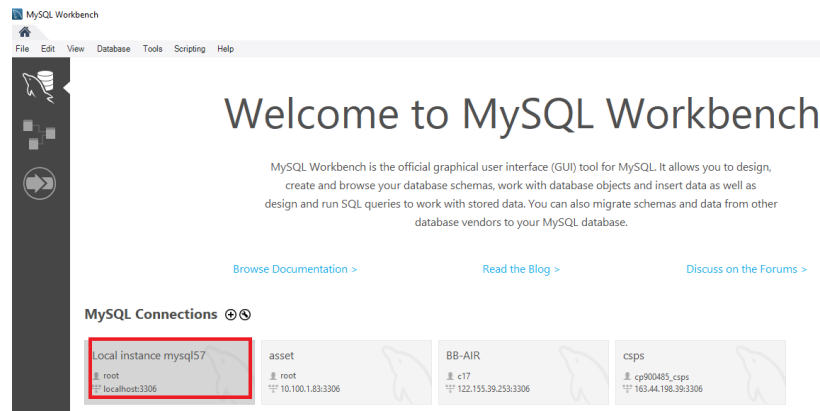 MySQL Workbench
File Edit View Database Tools Scripting Help
Welcome to MySQL Workbench
MySQL Workbench is the official graphical user interface (GUI) tool for MySQL. It allows you to design,
create and browse your database schemas, work with database objects and insert data as well as
design and run SQL queries to work with stored data. You can also migrate schemas and data from other
database vendors to your MySQL database.
Browse Documentation > Read the Blog > Discuss on the Forums >
MySQL Connections
Local instance mysql57 asset BB-AIR csps
root root c17 cp900485_csps
localhost:3306 10.100.1.83:3306 122.155.39.253:3306 163.44.198.39:3306